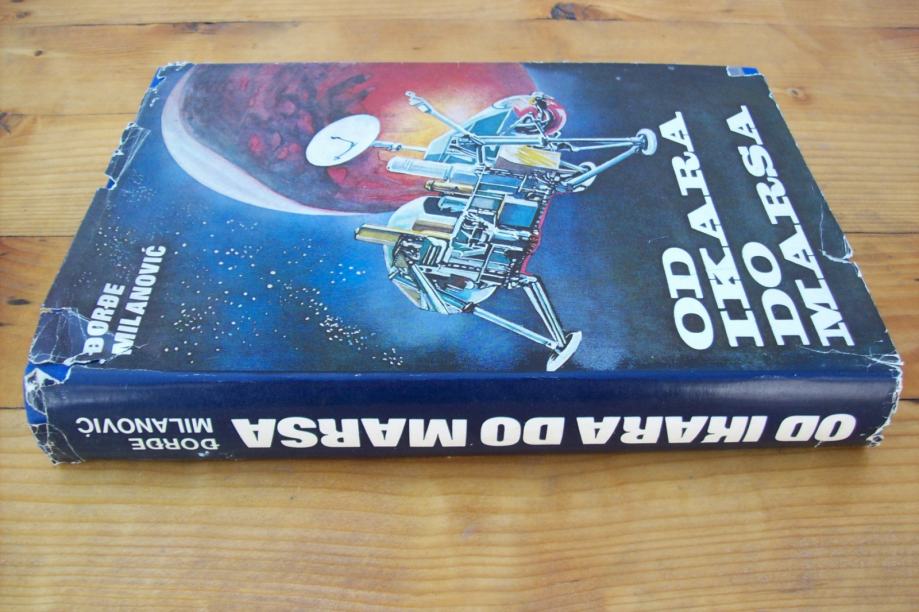 ĐORĐE
MILANOVIĆ
OD
IKARA
DO
MARSA
ĐORĐE
MILANOVIĆ
OD IKARA DO MARSA